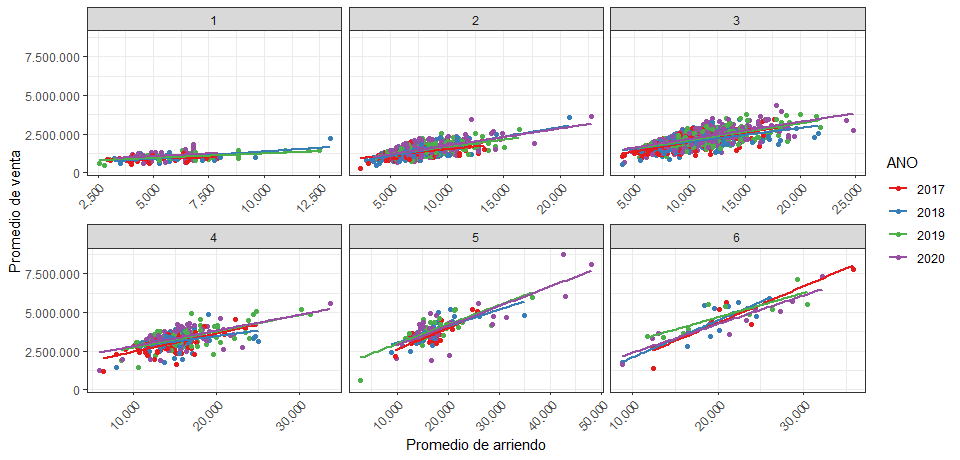 1 2 3
7.500.000
5.000.000
2.500.000
0
2.500 5.000 7.500 10.000 12.500
5.000 10.000 15.000 20.000
5.000 10.000 15.000 20.000 25.000
4 5 6
7.500.000
5.000.000
2.500.000
0
10.000 20.000 30.000
10.000 20.000 30.000 40.000 50.000
10.000 20.000 30.000
Promedio de venta
Promedio de arriendo
ANO
2017
2018
2019
2020